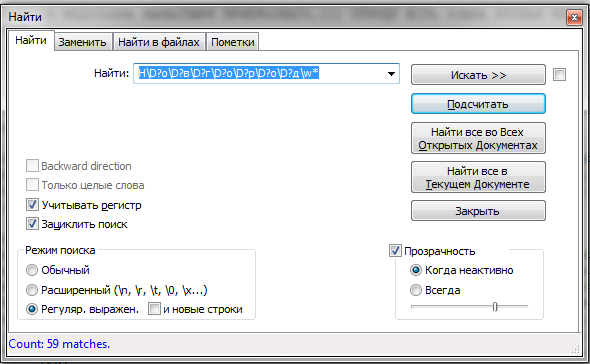 Найти
Найти Заменить Найти в файлах Пометки
Найти: Н\D?о\D?в\D?г\D?о\D?р\D?о\D?д\w*
Искать >>
Подсчитать
Найти все во Всех
Открытых Документах
Найти все в
Текущем Документе
Закрыть
Backward direction
Только целые слова
Учитывать регистр
Зациклить поиск
Режим поиска
Обычный
Расширенный (\n, \r, \t, \0, \x...)
Регуляр. выражен. и новые строки
Прозрачность
Когда неактивно
Всегда
Count: 59 matches.